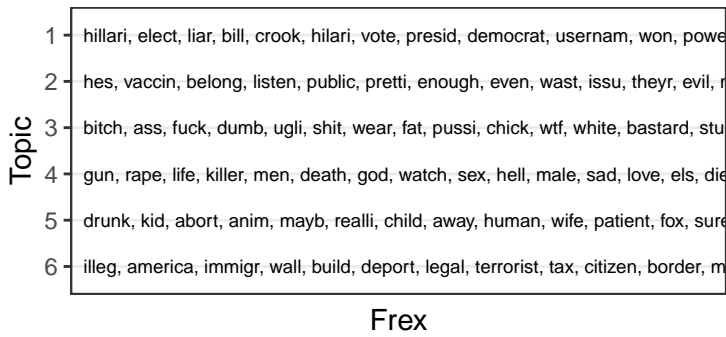 1 hillari, elect, liar, bill, crook, hilari, vote, presid, democrat, usernam, won, powe
2 hes, vaccin, belong, listen, public, pretti, enough, even, wast, issu, theyr, evil,
3 bitch, ass, fuck, dumb, ugli, shit, wear, fat, pussi, chick, wtf, white, bastard, stu
4 gun, rape, life, killer, men, death, god, watch, sex, hell, male, sad, love, els, die
5 drunk, kid, abort, anim, mayb, realli, child, away, human, wife, patient, fox, sure
6 illeg, america, immigr, wall, build, deport, legal, terrorist, tax, citizen, border, m
Topic
Frex